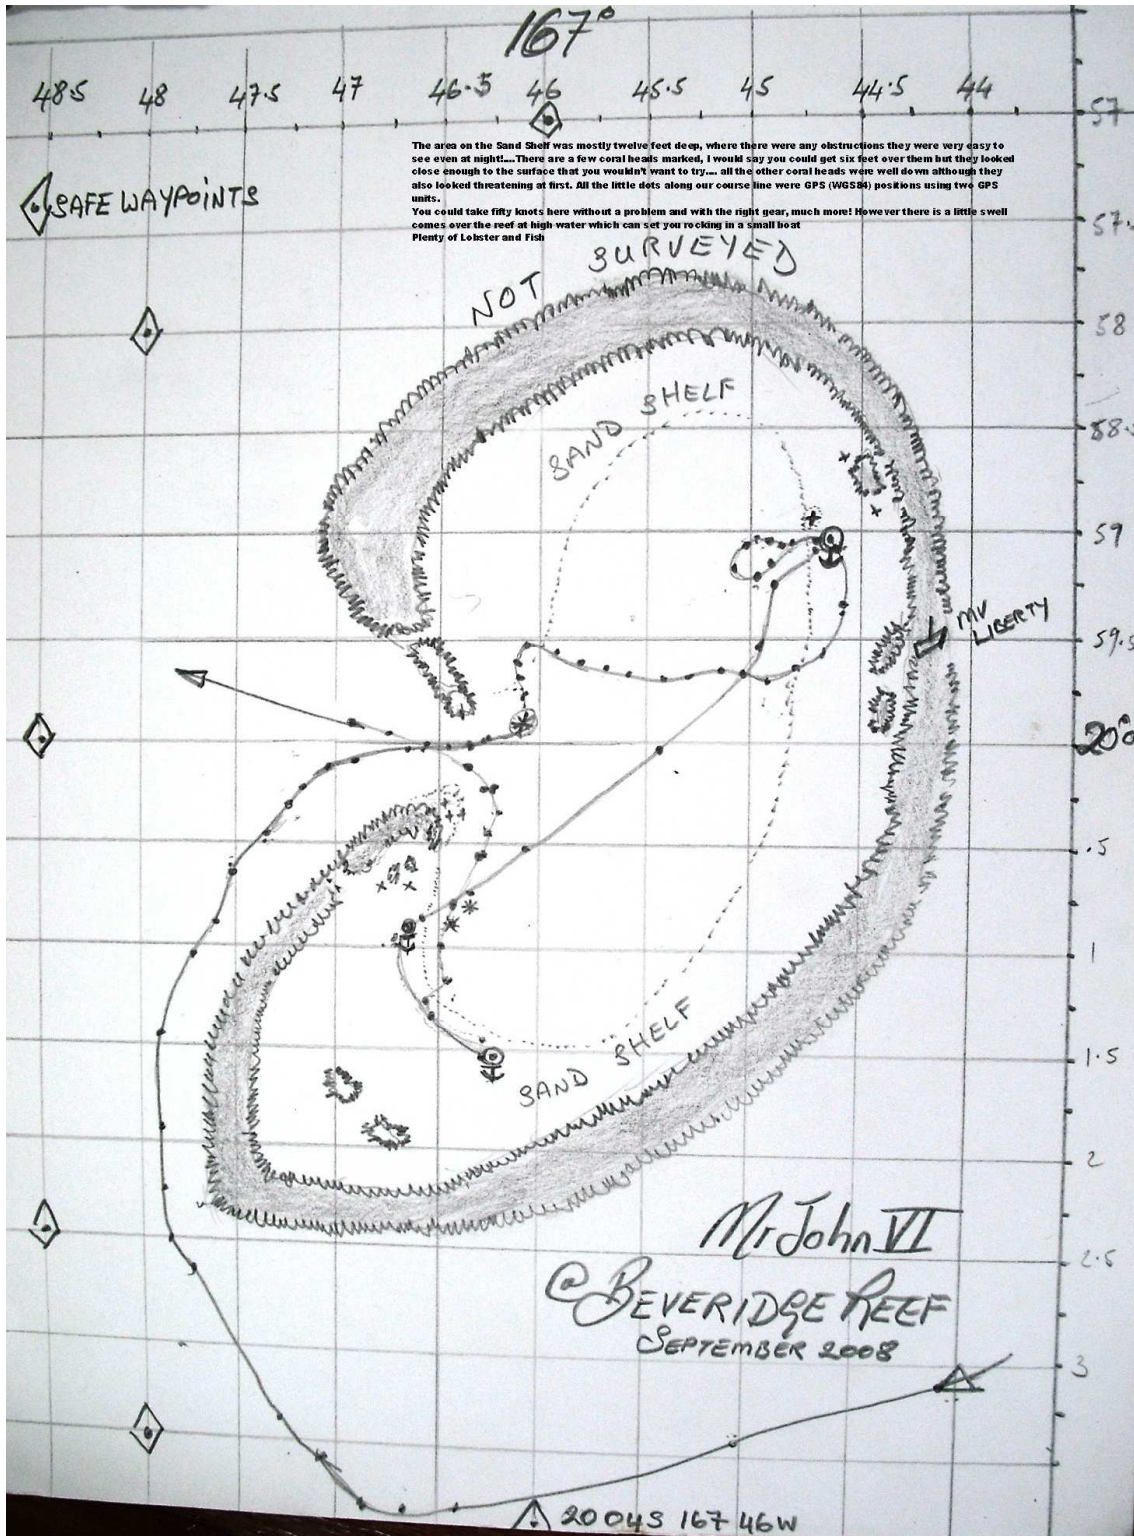 167°
48.5 48 47.5 47 46.5 46 45.5 45 44.5 44
57
The area on the Sand Shelf was mostly twelve feet deep, where there were any obstructions they were very easy to
see even at night!....There are a few coral heads marked, I would say you could get six feet over them but they looked
close enough to the surface that you wouldn't want to try.... all the other coral heads were well down although they
also looked threatening at first. All the little dots along our course line were GPS (WGS84) positions using two GPS
units.
You could take fifty knots here without a problem and with the right gear, much more! However there is a little swell
comes over the reef at high water which can set you rocking in a small boat
Plenty of Lobster and Fish
SAFE WAYPOINTS
57.
NOT SURVEYED
58
SAND SHELF
58.
59
MV
LIBERTY
59.5
20°
.5
1
SAND SHELF
1.5
2
Mr John VI
2.5
@ BEVERIDGE REEF
SEPTEMBER 2008
3
20 04S 167 46W